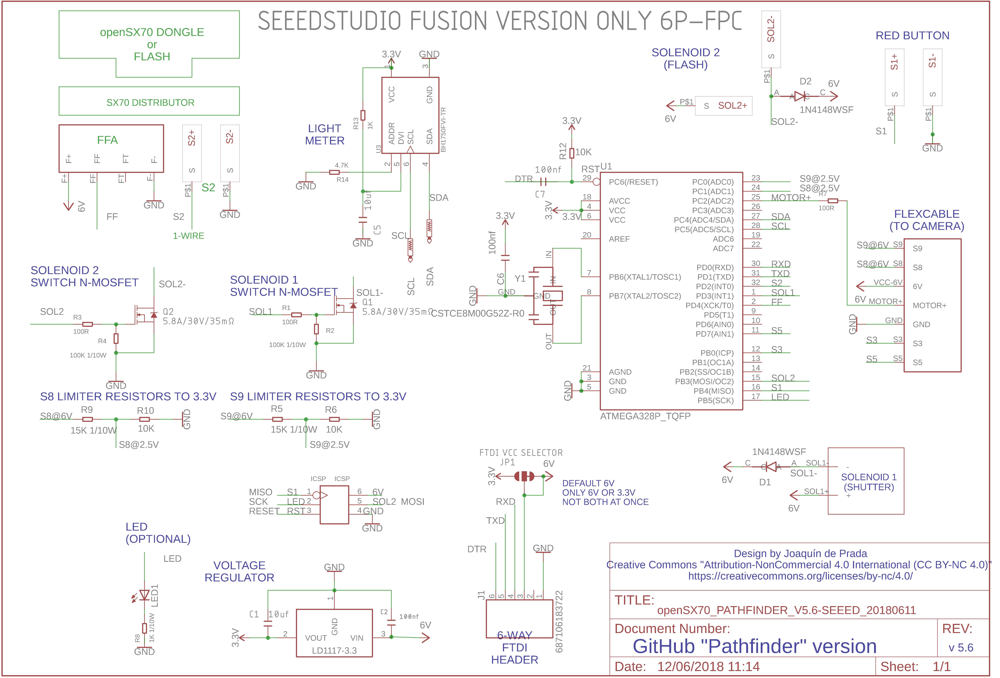 SEEEDSTUDIO FUSION VERSION ONLY 6P-FPC
openSX70 DONGLE
or
FLASH
SX70 DISTRIBUTOR
FFA
F+
FF
FT
F-
F+
FF
FT
F-
6V
FF
GND
S2+
S
P$1
S2
1-WIRE
S2-
S
P$1
S2
GND
LIGHT
METER
3.3V
GND
1
3
VCC
GND
ADDR
DVI
SCL
SDA
U3
BH1750FVI-TR
2
5
6
4
R13
1K
4.7K
R14
GND
10uf
C5
GND
SCL
SDA
SCL
SDA
SOLENOID 2
(FLASH)
SOL2-
S
P$1
P$1
S
SOL2+
6V
A
C
D2
6V
1N4148WSF
SOL2-
RED BUTTON
S1+
S
P$1
S1
S1-
S
P$1
GND
3.3V
R12
10K
100nf
DTR
C7
RST
U1
3.3V
3.3V
3.3V
100nf
C6
GND
GND
Y1
GND
IN
OUT
CSTCE8M00G52Z-R0
29
PC6(/RESET)
18
AVCC
4
VCC
6
VCC
20
AREF
7
PB6(XTAL1/TOSC1)
8
PB7(XTAL2/TOSC2)
21
AGND
3
GND
5
GND
GND
ATMEGA328P_TQFP
PC0(ADC0)
23
S9@2.5V
PC1(ADC1)
24
S8@2.5V
PC2(ADC2)
25
MOTOR+
PC3(ADC3)
26
PC4(ADC4/SDA)
27
SDA
PC5(ADC5/SCL)
28
SCL
ADC6
19
ADC7
22
PD0(RXD)
30
RXD
PD1(TXD)
31
TXD
PD2(INT0)
32
S2
PD3(INT1)
1
SOL1
PD4(XCK/T0)
2
FF
PD5(T1)
9
PD6(AIN0)
10
PD7(AIN1)
11
S5
PB0(ICP)
12
S3
PB1(OC1A)
13
PB2(SS/OC1B)
14
PB3(MOSI/OC2)
15
SOL2
PB4(MISO)
16
S1
PB5(SCK)
17
LED
R7
100R
FLEXCABLE
(TO CAMERA)
S9@6V
S9
S9
S8@6V
S8
S8
VCC-6V
6V
6V
MOTOR+
MOTOR+
GND
GND
GND
S3
S3
S3
S5
S5
S5
SOLENOID 2
SWITCH N-MOSFET
SOL2-
SOL2
R3
100R
R4
100K 1/10W
Q2
5.8A/30V/35mΩ
GND
SOLENOID 1
SWITCH N-MOSFET
SOL1-
SOL1
R1
100R
R2
100K 1/10W
Q1
5.8A/30V/35mΩ
GND
S8 LIMITER RESISTORS TO 3.3V
S8@6V
R9
R10
15K 1/10W
10K
GND
S8@2.5V
S9 LIMITER RESISTORS TO 3.3V
S9@6V
R5
R6
15K 1/10W
10K
GND
S9@2.5V
ICSP
ICSP
MISO
S1
1
6
6V
SCK
LED
2
5
SOL2
MOSI
RESET
RST
3
4
GND
GND
FTDI VCC SELECTOR
JP1
3.3V
6V
DEFAULT 6V
ONLY 6V OR 3.3V
NOT BOTH AT ONCE
RXD
TXD
DTR
GND
J1
6
5
4
3
2
1
6-WAY
FTDI
HEADER
68710618³722
1N4148WSF
C
A
SOL1-
SOL1-
6V
D1
SOL1+
6V
-
+
SOLENOID 1
(SHUTTER)
LED
(OPTIONAL)
LED
LED1
R8
1K 1/10W
GND
VOLTAGE
REGULATOR
GND
1
C1
10uf
C2
100nf
3.3V
2
VOUT
GND
VIN
3
6V
LD1117-3.3
Design by Joaquín de Prada
Creative Commons "Attribution-NonCommercial 4.0 International (CC BY-NC 4.0)"
https://creativecommons.org/licenses/by-nc/4.0/
TITLE:
openSX70_PATHFINDER_V5.6-SEEED_20180611
Document Number:
GitHub "Pathfinder" version
REV:
v 5.6
Date:
12/06/2018 11:14
Sheet:
1/1